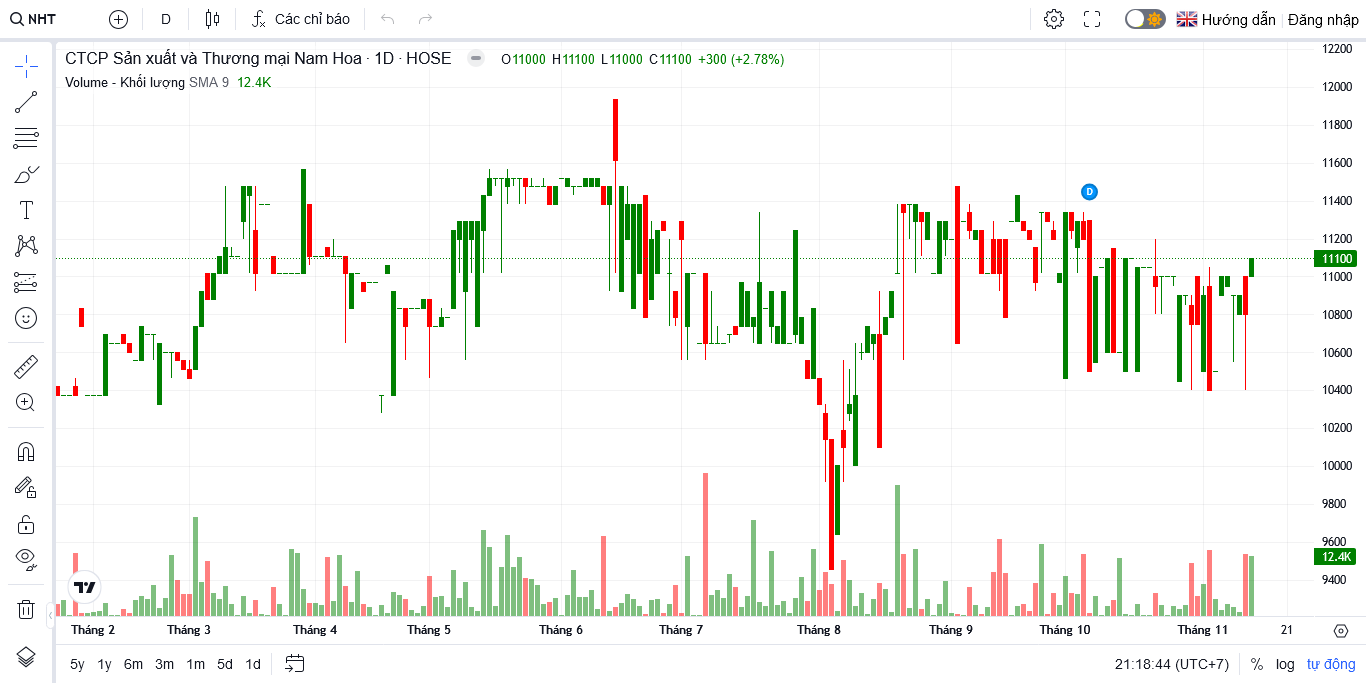 NHT D Các chỉ báo Hướng dẫn Đăng nhập
CTCP Sản xuất và Thương mại Nam Hoa · 1D · HOSE O11000 H11100 L11000 C11100 +300 (+2.78%)
Volume - Khối lượng SMA 9 12.4K
12200
12000
11800
11600
11400
D
11200
11100
11000
10800
10600
10400
10200
10000
9800
9600
12.4K
9400
Tháng 2 Tháng 3 Tháng 4 Tháng 5 Tháng 6 Tháng 7 Tháng 8 Tháng 9 Tháng 10 Tháng 11 21
5y 1y 6m 3m 1m 5d 1d 21:18:44 (UTC+7) % log tự động